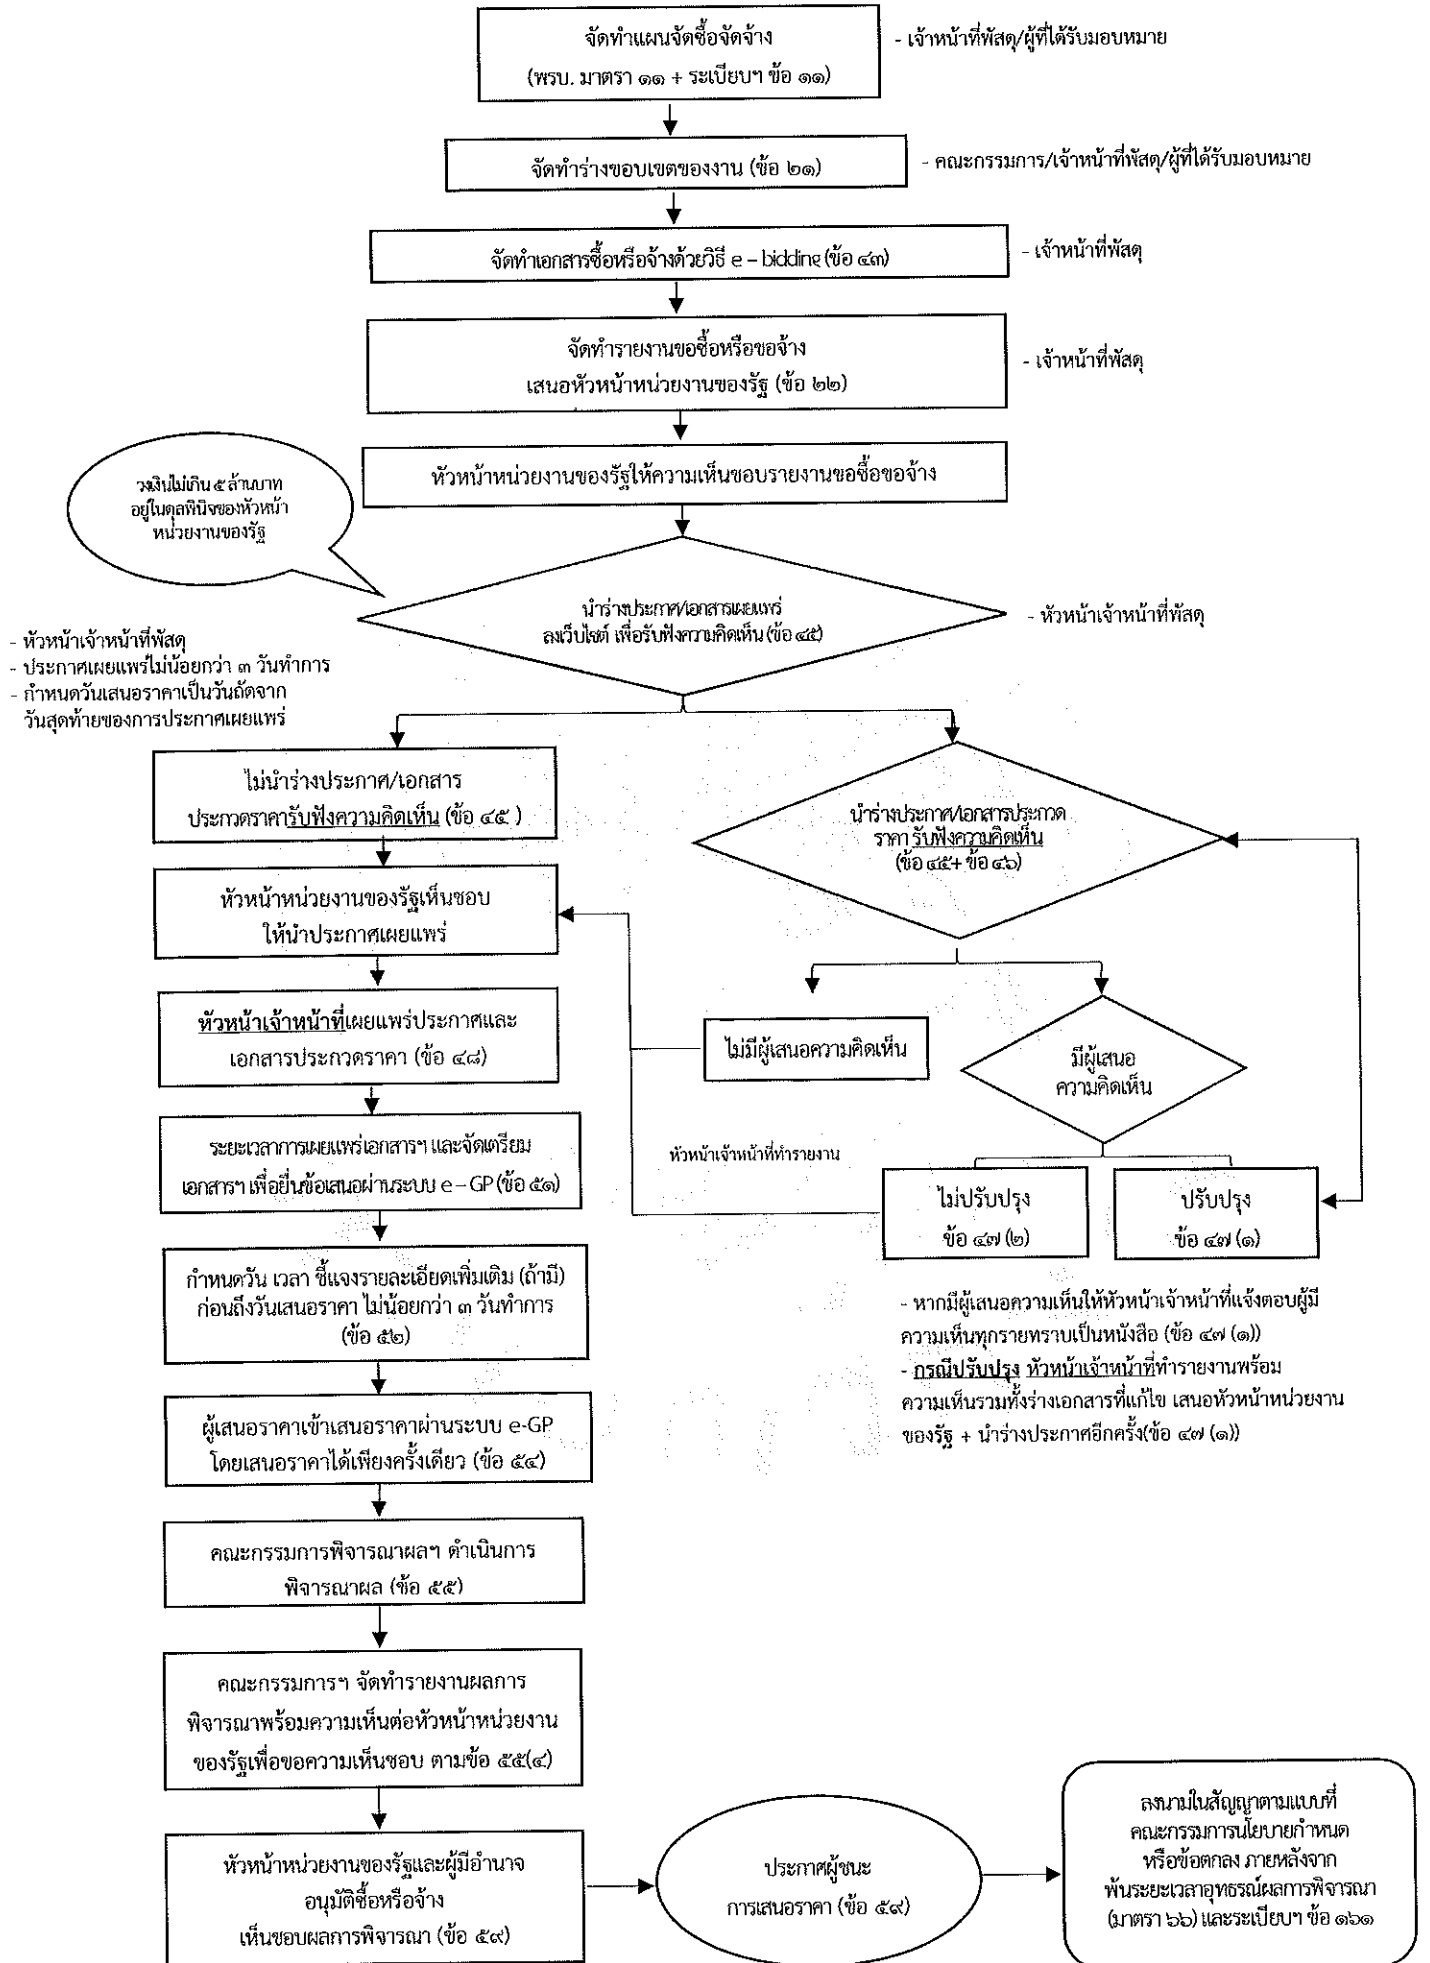 จัดทำแผนจัดซื้อจัดจ้าง
(พรบ. มาตรา ๑๑ + ระเบียบฯ ข้อ ๑๑)
- เจ้าหน้าที่พัสดุ/ผู้ที่ได้รับมอบหมาย
จัดทำร่างขอบเขตของงาน (ข้อ ๒๑)
- คณะกรรมการ/เจ้าหน้าที่พัสดุ/ผู้ที่ได้รับมอบหมาย
จัดทำเอกสารซื้อหรือจ้างด้วยวิธี e – bidding (ข้อ ๔๓)
- เจ้าหน้าที่พัสดุ
จัดทำรายงานขอซื้อหรือขอจ้าง
เสนอหัวหน้าหน่วยงานของรัฐ (ข้อ ๒๒)
- เจ้าหน้าที่พัสดุ
หัวหน้าหน่วยงานของรัฐให้ความเห็นชอบรายงานขอซื้อขอจ้าง
วงเงินไม่เกิน ๕ ล้านบาท
อยู่ในดุลพินิจของหัวหน้า
หน่วยงานของรัฐ
นำร่างประกาศ/เอกสารเผยแพร่
ลงเว็บไซต์ เพื่อรับฟังความคิดเห็น (ข้อ ๔๕)
- หัวหน้าเจ้าหน้าที่พัสดุ
- หัวหน้าเจ้าหน้าที่พัสดุ
- ประกาศเผยแพร่ไม่น้อยกว่า ๓ วันทำการ
- กำหนดวันเสนอราคาเป็นวันถัดจาก
วันสุดท้ายของการประกาศเผยแพร่
ไม่นำร่างประกาศ/เอกสาร
ประกวดราคารับฟังความคิดเห็น (ข้อ ๔๕ )
นำร่างประกาศ/เอกสารประกวด
ราคา รับฟังความคิดเห็น
(ข้อ ๔๕+ ข้อ ๔๖)
หัวหน้าหน่วยงานของรัฐเห็นชอบ
ให้นำประกาศเผยแพร่
หัวหน้าเจ้าหน้าที่เผยแพร่ประกาศและ
เอกสารประกวดราคา (ข้อ ๔๘)
ไม่มีผู้เสนอความคิดเห็น
มีผู้เสนอ
ความคิดเห็น
ระยะเวลาการเผยแพร่เอกสารฯ และจัดเตรียม
เอกสารฯ เพื่อยื่นข้อเสนอผ่านระบบ e – GP (ข้อ ๕๑)
หัวหน้าเจ้าหน้าที่ทำรายงาน
ไม่ปรับปรุง
ข้อ ๔๗ (๒)
ปรับปรุง
ข้อ ๔๗ (๑)
กำหนดวัน เวลา ชี้แจงรายละเอียดเพิ่มเติม (ถ้ามี)
ก่อนถึงวันเสนอราคา ไม่น้อยกว่า ๓ วันทำการ
(ข้อ ๕๒)
- หากมีผู้เสนอความเห็นให้หัวหน้าเจ้าหน้าที่แจ้งตอบผู้มี
ความเห็นทุกรายทราบเป็นหนังสือ (ข้อ ๔๗ (๑))
- กรณีปรับปรุง หัวหน้าเจ้าหน้าที่ทำรายงานพร้อม
ความเห็นรวมทั้งร่างเอกสารที่แก้ไข เสนอหัวหน้าหน่วยงาน
ของรัฐ + นำร่างประกาศอีกครั้ง(ข้อ ๔๗ (๑))
ผู้เสนอราคาเข้าเสนอราคาผ่านระบบ e-GP
โดยเสนอราคาได้เพียงครั้งเดียว (ข้อ ๕๔)
คณะกรรมการพิจารณาผลฯ ดำเนินการ
พิจารณาผล (ข้อ ๕๕)
คณะกรรมการฯ จัดทำรายงานผลการ
พิจารณาพร้อมความเห็นต่อหัวหน้าหน่วยงาน
ของรัฐเพื่อขอความเห็นชอบ ตามข้อ ๕๕(๔)
หัวหน้าหน่วยงานของรัฐและผู้มีอำนาจ
อนุมัติซื้อหรือจ้าง
เห็นชอบผลการพิจารณา (ข้อ ๕๙)
ประกาศผู้ชนะ
การเสนอราคา (ข้อ ๕๙)
ลงนามในสัญญาตามแบบที่
คณะกรรมการนโยบายกำหนด
หรือข้อตกลง ภายหลังจาก
พ้นระยะเวลาอุทธรณ์ผลการพิจารณา
(มาตรา ๖๖) และระเบียบฯ ข้อ ๑๖๑